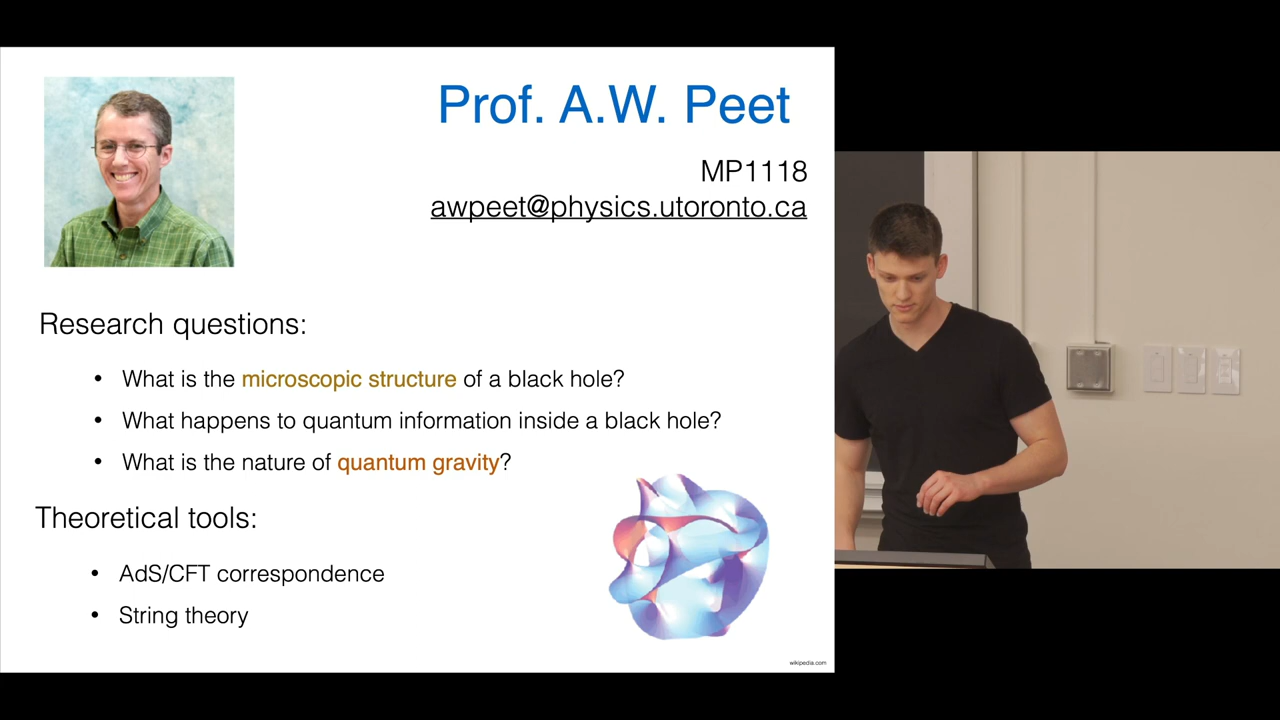 Prof. A.W. Peet
MP1118
awpeet@physics.utoronto.ca
Research questions:
• What is the microscopic structure of a black hole?
• What happens to quantum information inside a black hole?
• What is the nature of quantum gravity?
Theoretical tools:
• AdS/CFT correspondence
• String theory
wikipedia.com